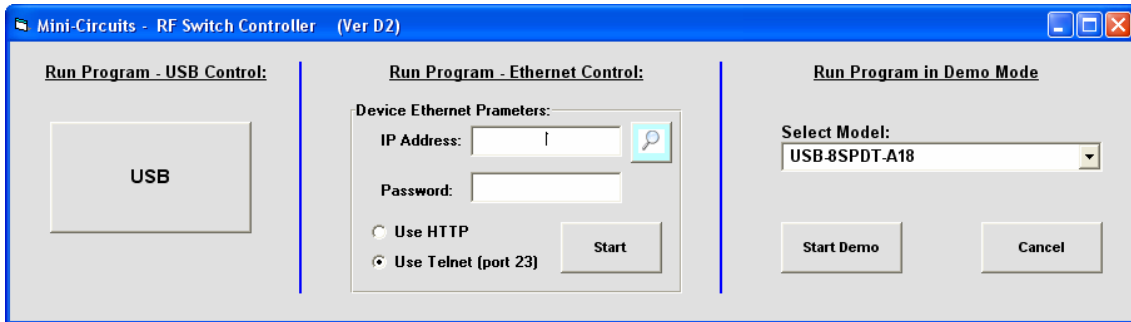 Mini-Circuits - RF Switch Controller (Ver D2)
Run Program - USB Control:
USB
Run Program - Ethernet Control:
Device Ethernet Prameters:
IP Address:
Password:
Use HTTP
Use Telnet (port 23)
Start
Run Program in Demo Mode
Select Model:
USB-8SPDT-A18
Start Demo
Cancel